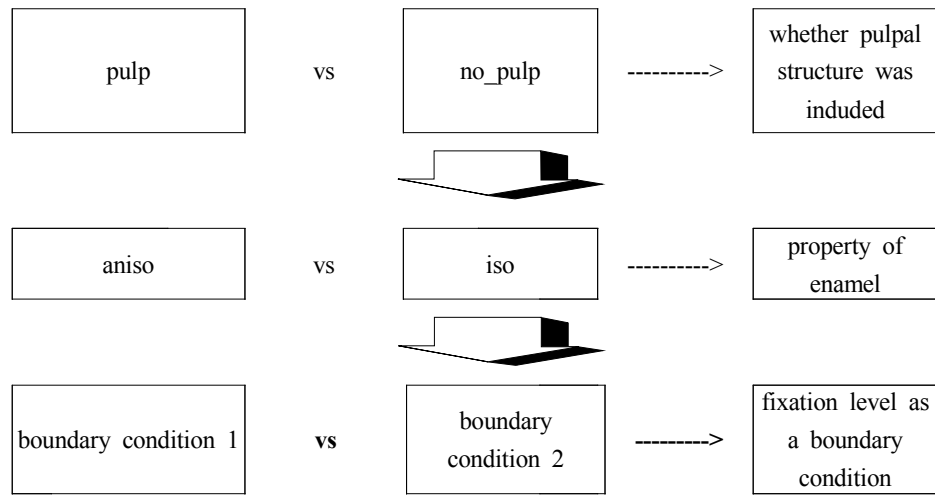 pulp vs no_pulp ----------> whether pulpal
structure was
induded
aniso vs iso ----------> property of
enamel
boundary condition 1 vs boundary
condition 2 ----------> fixation level as
a boundary
condition